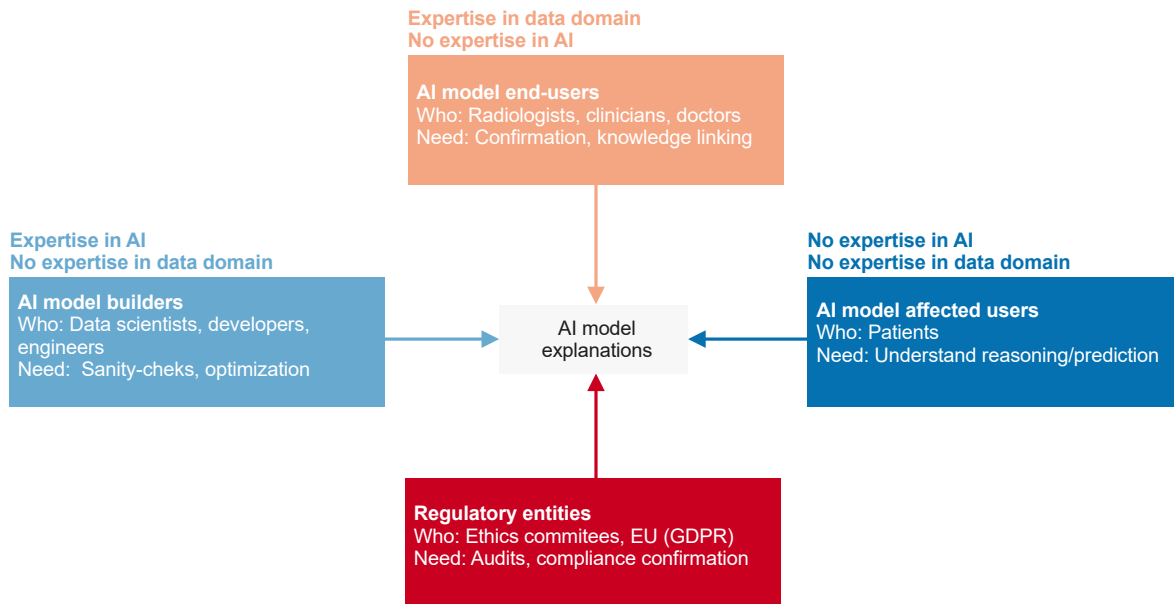 Expertise in data domain
No expertise in AI
AI model end-users
Who: Radiologists, clinicians, doctors
Need: Confirmation, knowledge linking
Expertise in AI
No expertise in data domain
AI model builders
Who: Data scientists, developers,
engineers
Need:  Sanity-cheks, optimization
AI model
explanations
No expertise in AI
No expertise in data domain
AI model affected users
Who: Patients
Need: Understand reasoning/prediction
Regulatory entities
Who: Ethics commitees, EU (GDPR)
Need: Audits, compliance confirmation